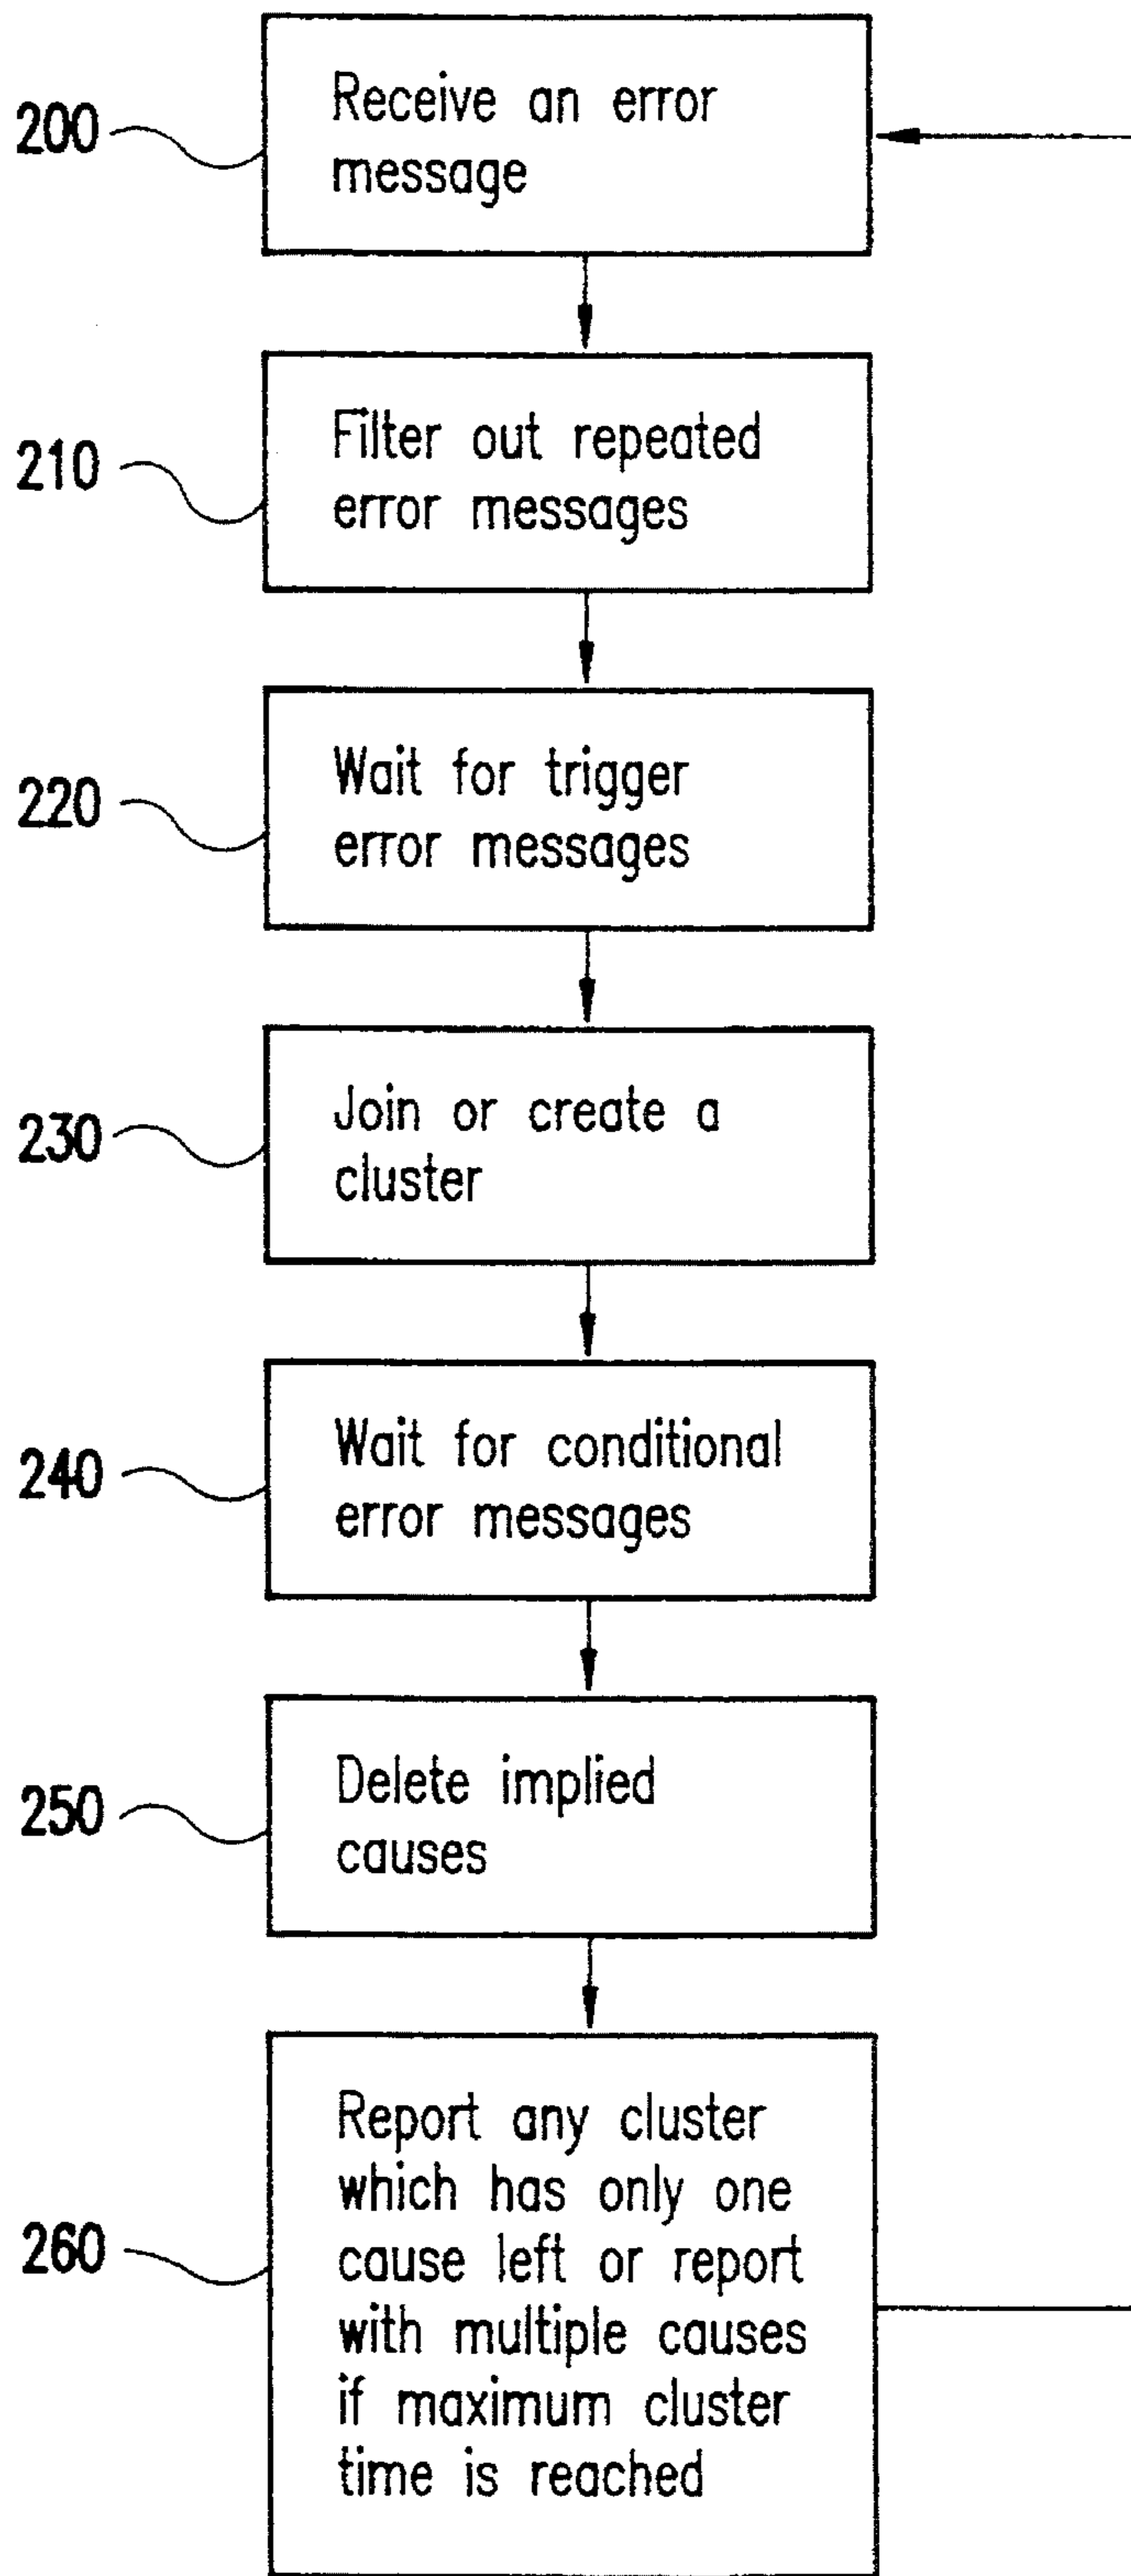 200
Receive an error
message
210
Filter out repeated
error messages
220
Wait for trigger
error messages
230
Join or create a
cluster
240
Wait for conditional
error messages
250
Delete implied
causes
260
Report any cluster
which has only one
cause left or report
with multiple causes
if maximum cluster
time is reached